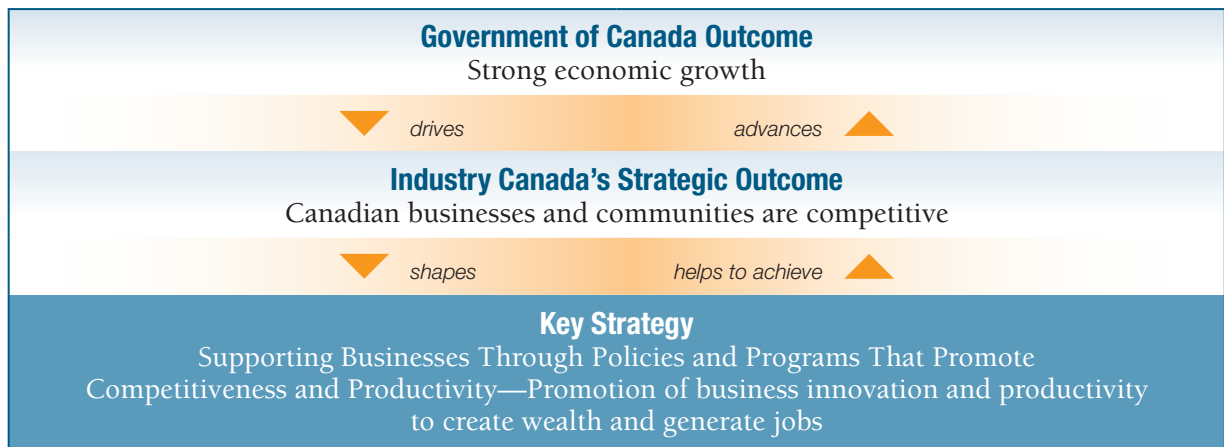 Government of Canada Outcome
Strong economic growth
drives advances
Industry Canada's Strategic Outcome
Canadian businesses and communities are competitive
shapes helps to achieve
Key Strategy
Supporting Businesses Through Policies and Programs That Promote
Competitiveness and Productivity—Promotion of business innovation and productivity
to create wealth and generate jobs